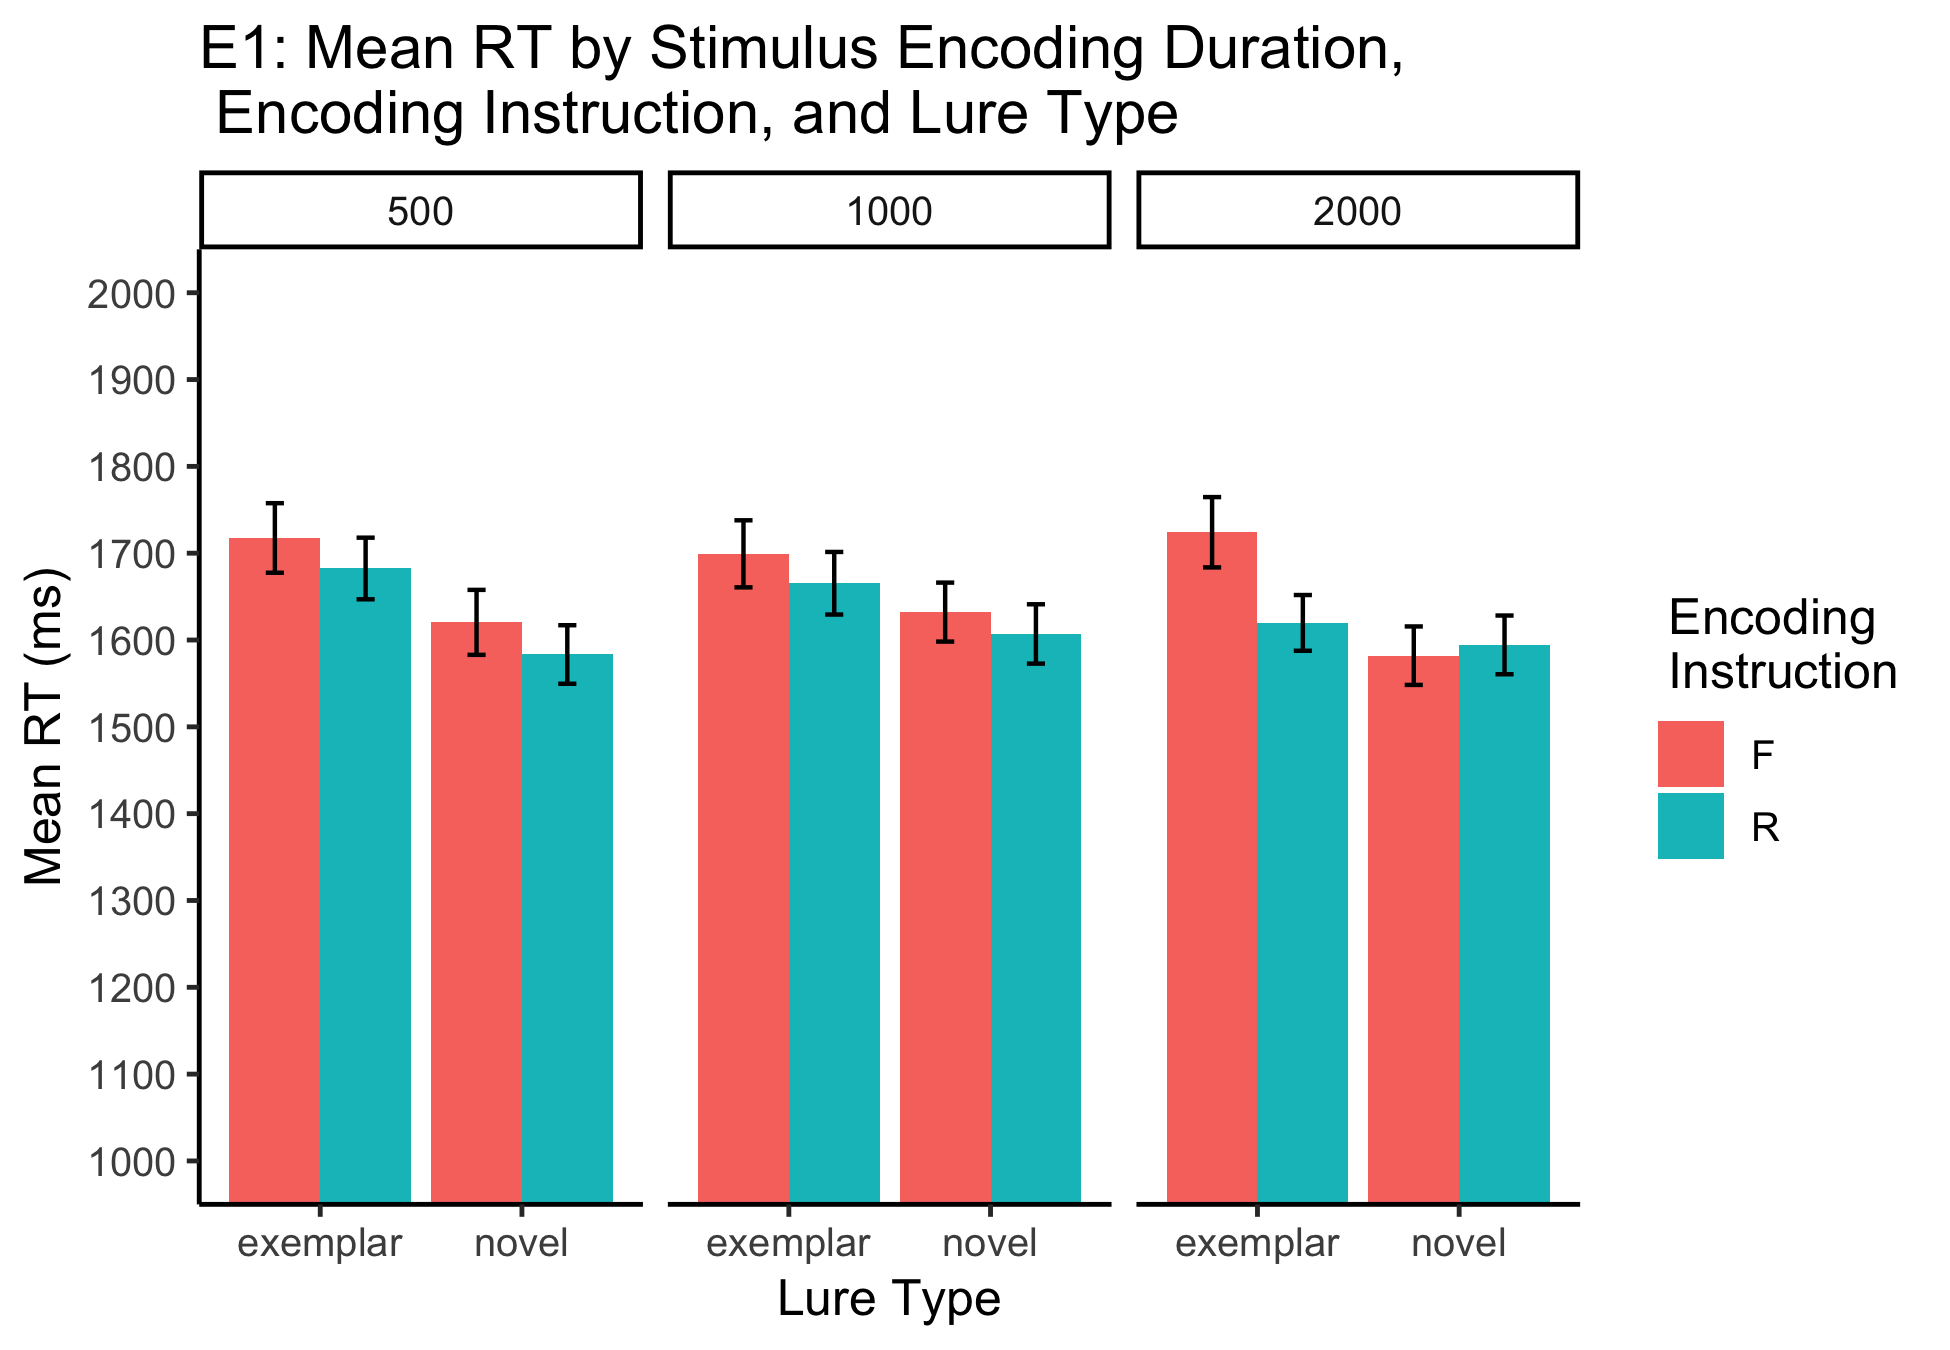 E1: Mean RT by Stimulus Encoding Duration,
Encoding Instruction, and Lure Type
500
1000
2000
Mean RT (ms)
2000
1900
1800
1700
1600
1500
1400
1300
1200
1100
1000
exemplar
novel
exemplar
novel
exemplar
novel
Lure Type
Encoding
Instruction
F
R